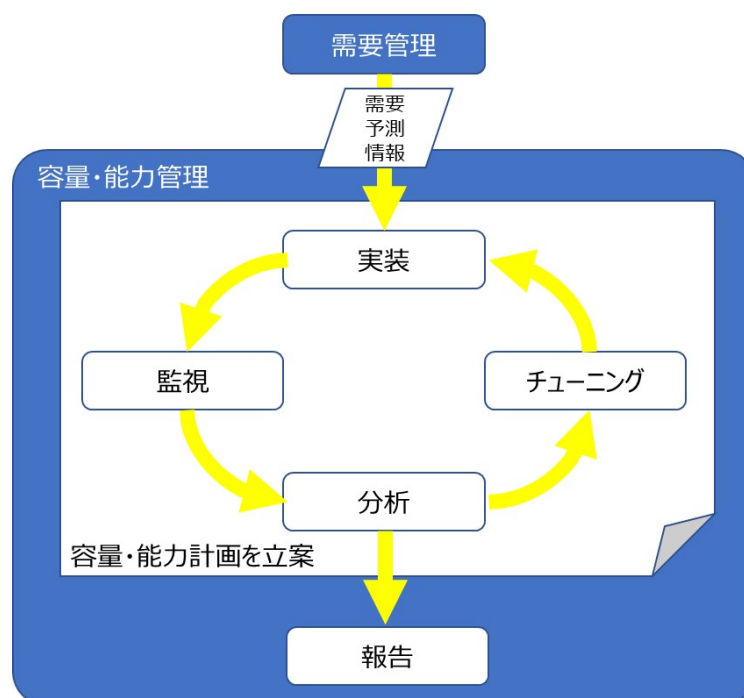 需要管理
需要
予測
情報
容量・能力管理
実装
監視
チューニング
分析
容量・能力計画を立案
報告